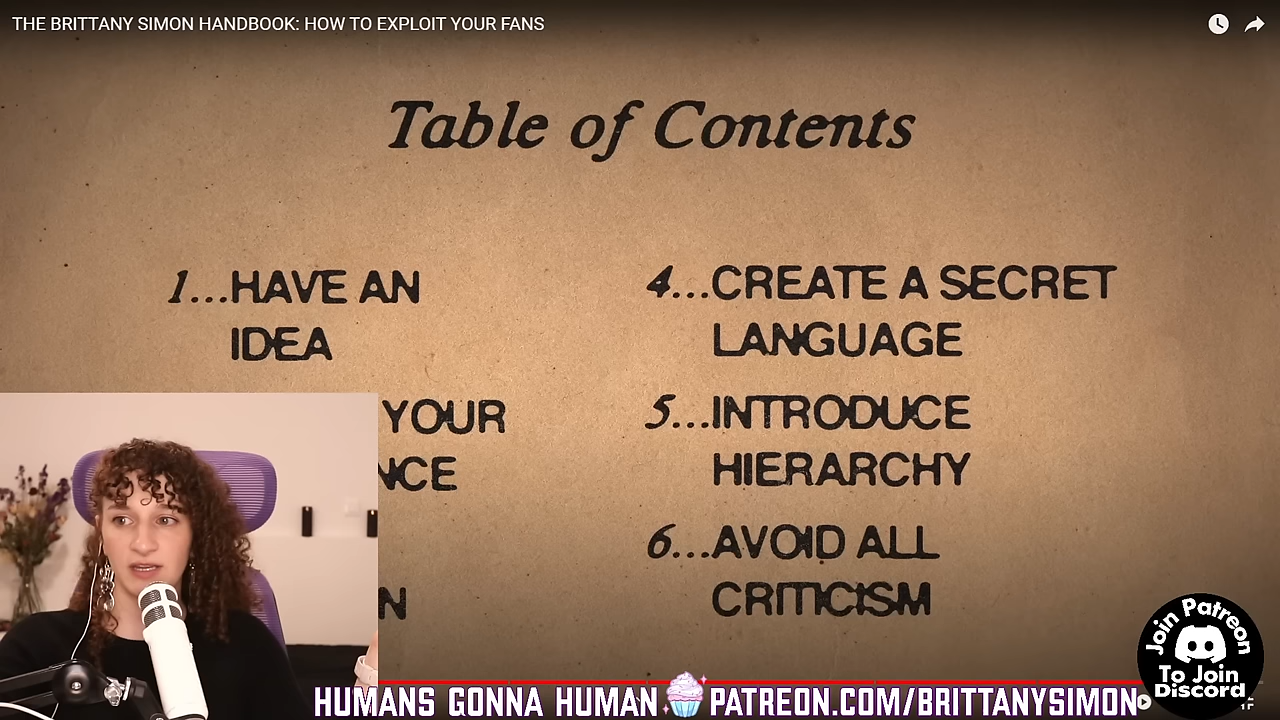 THE BRITTANY SIMON HANDBOOK: HOW TO EXPLOIT YOUR FANS
Table of Contents
1...HAVE AN
IDEA
YOUR
4...CREATE A SECRET
LANGUAGE
5...INTRODUCE
HIERARCHY
6...AVOID ALL
CRITICISM
Join Patreon
To Join
Discord
HUMANS GONNA HUMAN PATREON.COM/BRITTANYSIMON